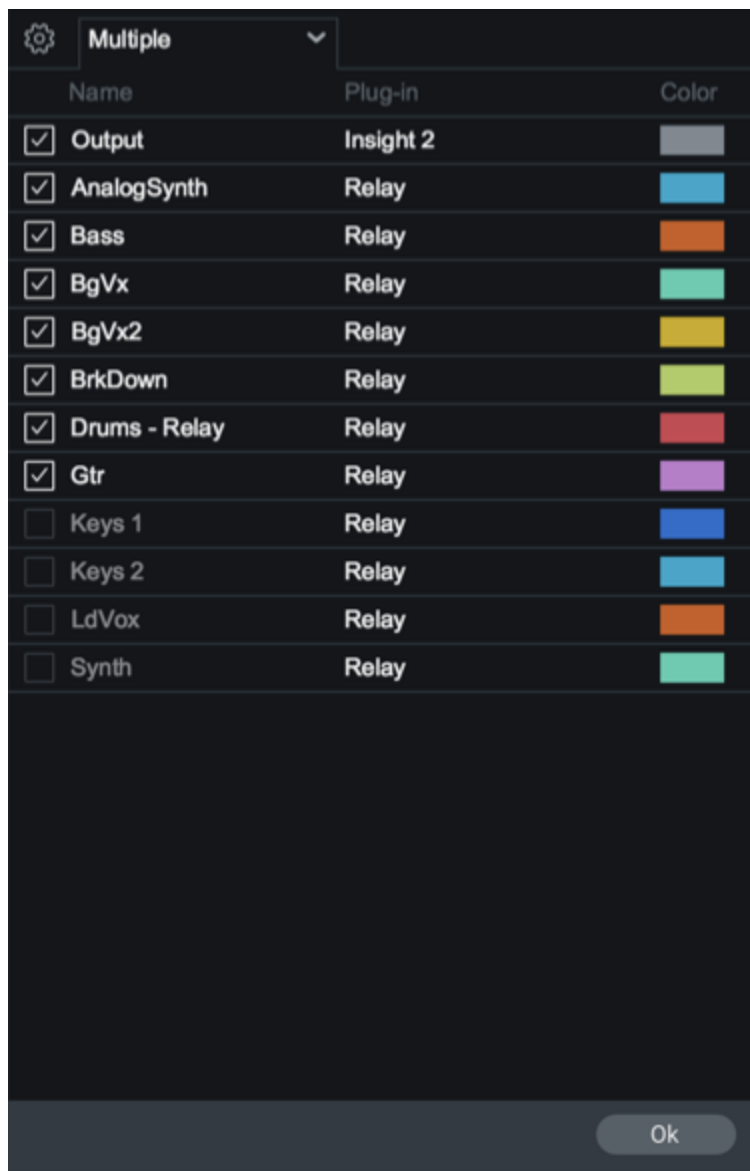 Multiple
Name Plug-in Color
Output Insight 2
AnalogSynth Relay
Bass Relay
BgVx Relay
BgVx2 Relay
BrkDown Relay
Drums - Relay Relay
Gtr Relay
Keys 1 Relay
Keys 2 Relay
LdVox Relay
Synth Relay
Ok